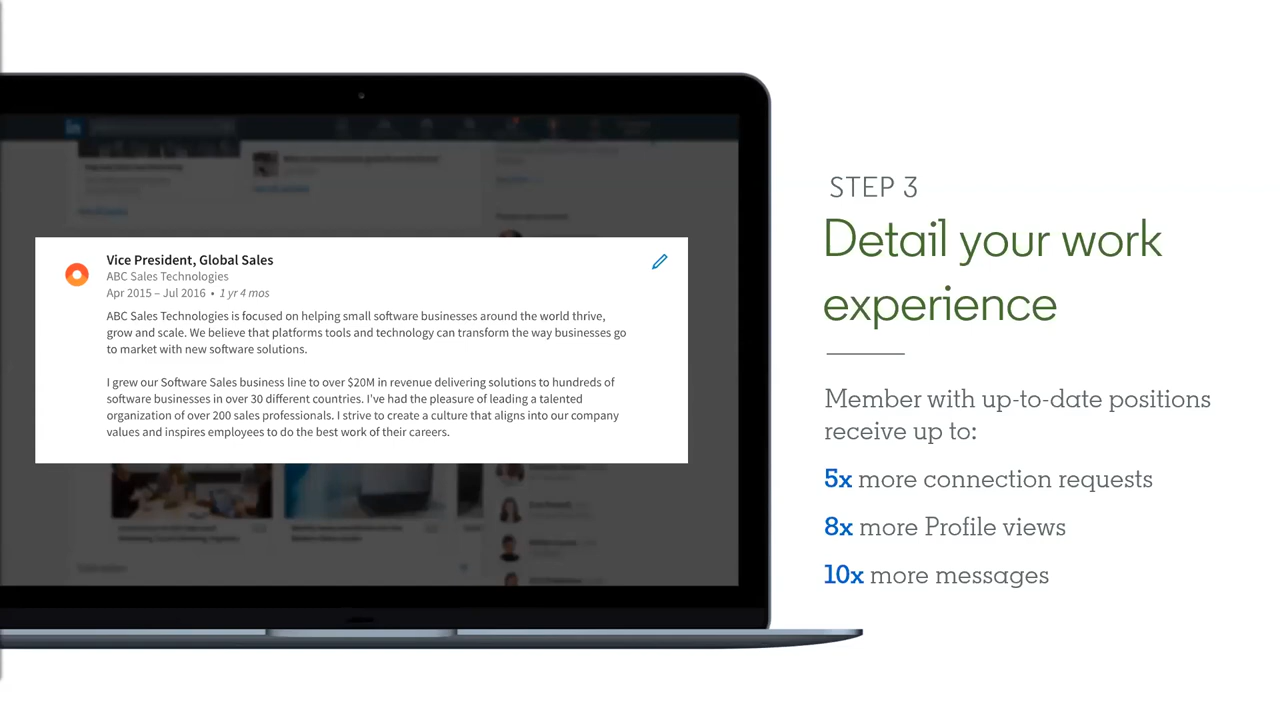 in
Vice President, Global Sales
ABC Sales Technologies
Apr 2015 – Jul 2016 • 1 yr 4 mos
ABC Sales Technologies is focused on helping small software businesses around the world thrive,
grow and scale. We believe that platforms tools and technology can transform the way businesses go
to market with new software solutions.
I grew our Software Sales business line to over $20M in revenue delivering solutions to hundreds of
software businesses in over 30 different countries. I've had the pleasure of leading a talented
organization of over 200 sales professionals. I strive to create a culture that aligns into our company
values and inspires employees to do the best work of their careers.
STEP 3
Detail your work
experience
Member with up-to-date positions
receive up to:
5x more connection requests
8x more Profile views
10x more messages